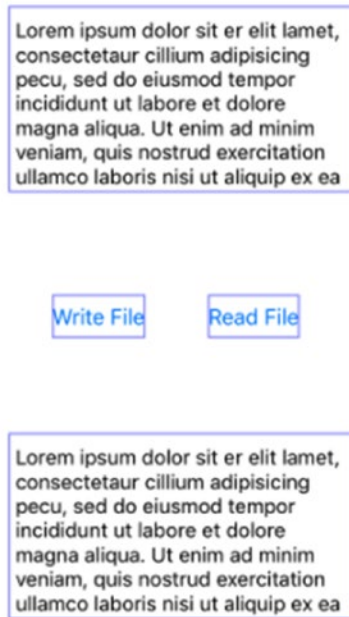 Lorem ipsum dolor sit er elit lamet,
consectetaur cillium adipisicing
pecu, sed do eiusmod tempor
incididunt ut labore et dolore
magna aliqua. Ut enim ad minim
veniam, quis nostrud exercitation
ullamco laboris nisi ut aliquip ex ea
Write File Read File
Lorem ipsum dolor sit er elit lamet,
consectetaur cillium adipisicing
pecu, sed do eiusmod tempor
incididunt ut labore et dolore
magna aliqua. Ut enim ad minim
veniam, quis nostrud exercitation
ullamco laboris nisi ut aliquip ex ea